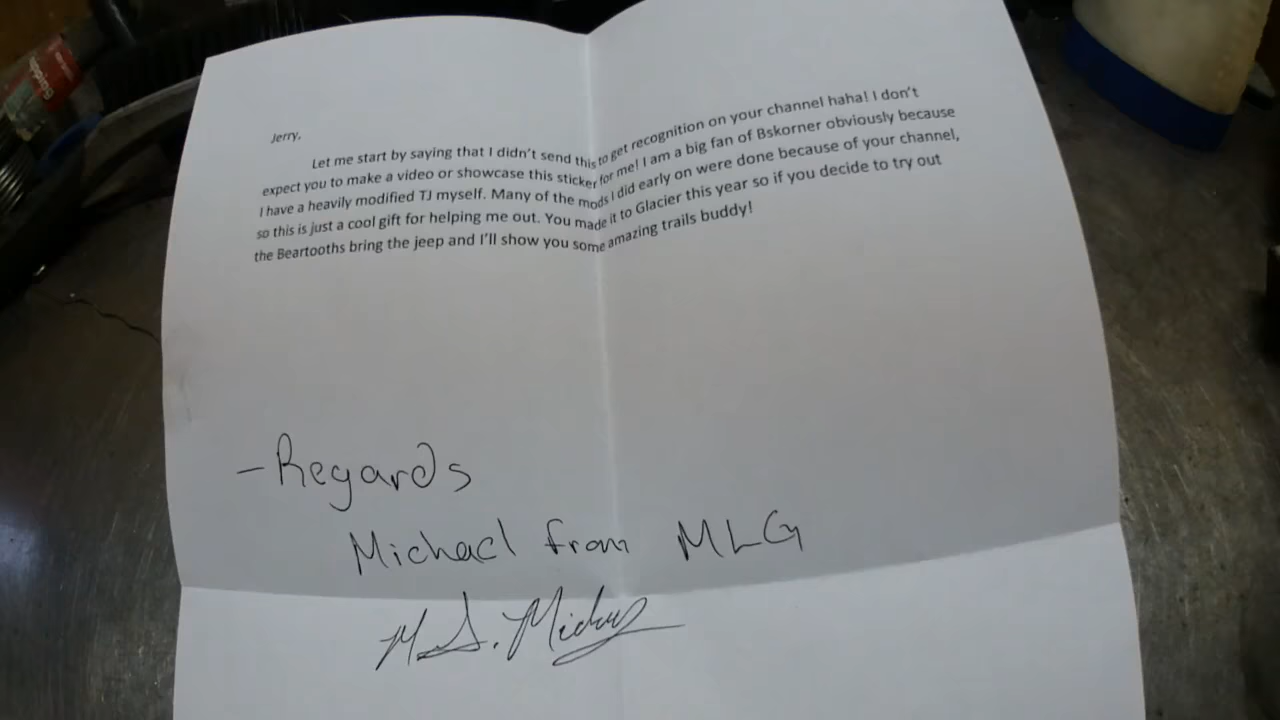 Jerry,
Let me start by saying that I didn't send this to get recognition on your channel haha! I don't
expect you to make a video or showcase this sticker for me! I am a big fan of Bskorner obviously because
I have a heavily modified TJ myself. Many of the mods I did early on were done because of your channel,
so this is just a cool gift for helping me out. You made it to Glacier this year so if you decide to try out
the Beartooths bring the jeep and I'll show you some amazing trails buddy!
-Regards
Michael from MLG
M. S.